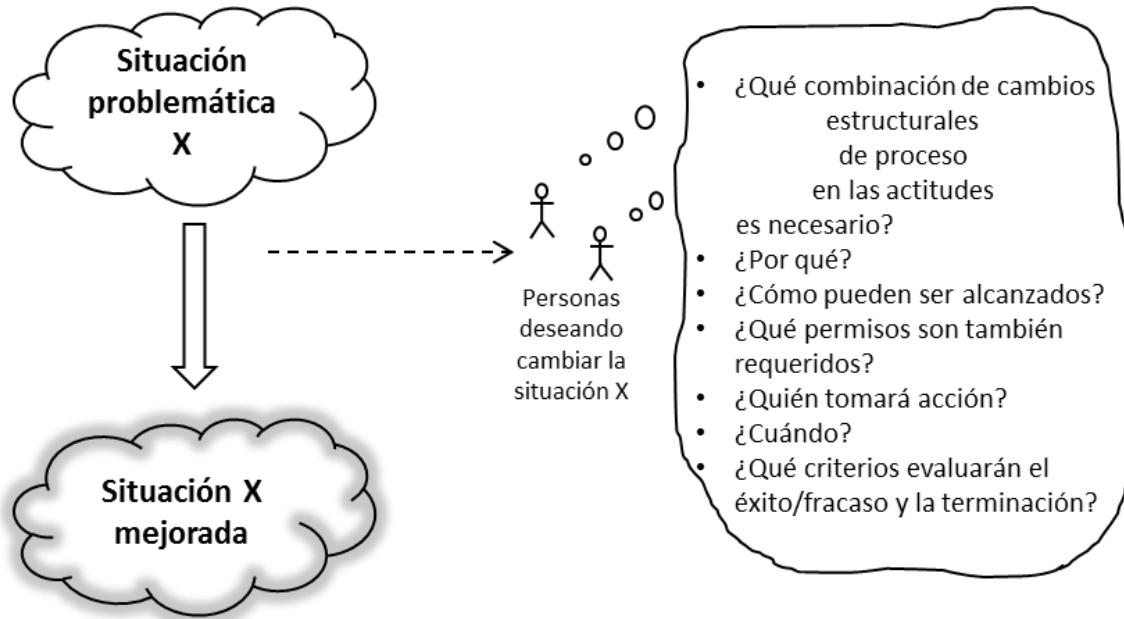 Situación
problemática
X
Situación X
mejorada
Personas
deseando
cambiar la
situación X
• ¿Qué combinación de cambios
estructurales
de proceso
en las actitudes
es necesario?
• ¿Por qué?
• ¿Cómo pueden ser alcanzados?
• ¿Qué permisos son también
requeridos?
• ¿Quién tomará acción?
• ¿Cuándo?
• ¿Qué criterios evaluarán el
éxito/fracaso y la terminación?